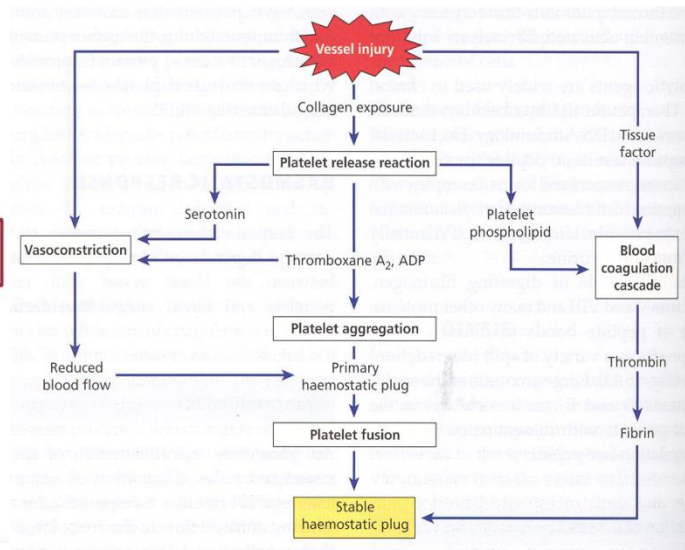 Vessel injury
Collagen exposure
Tissue
factor
Platelet release reaction
Serotonin
Platelet
phospholipid
Vasoconstriction
Thromboxane A₂, ADP
Blood
coagulation
cascade
Platelet aggregation
Reduced
blood flow
Primary
haemostatic plug
Thrombin
Platelet fusion
Fibrin
Stable
haemostatic plug